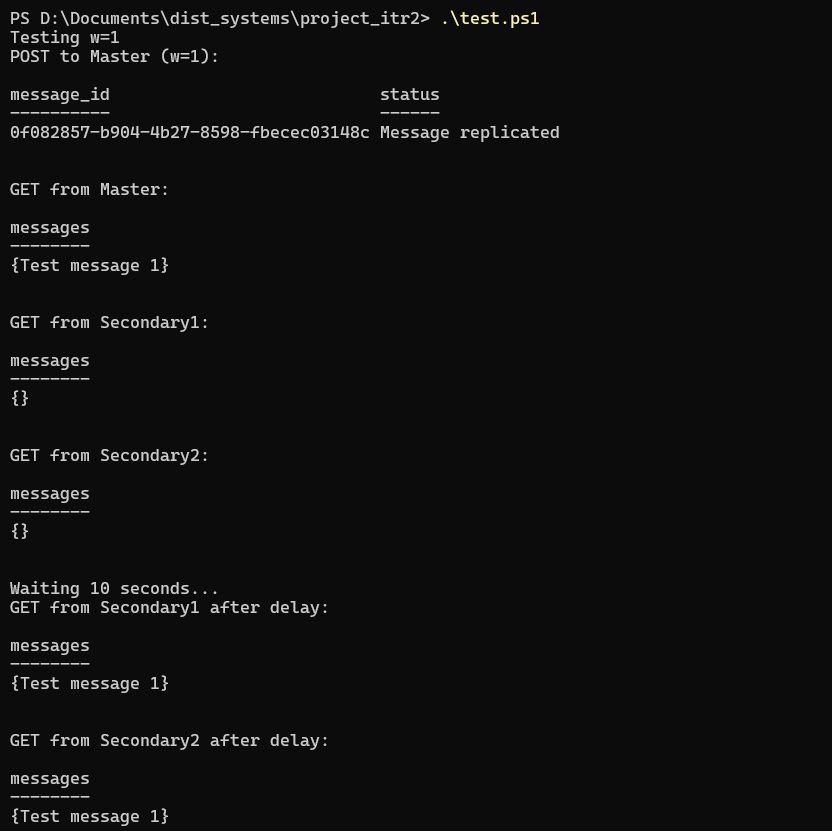 PS D:\Documents\dist_systems\project_itr2> .\test.ps1
Testing w=1
POST to Master (w=1):
message_id                           status
----------                           ------
0f082857-b904-4b27-8598-fbecec03148c Message replicated
GET from Master:
messages
--------
{Test message 1}
GET from Secondary1:
messages
--------
{}
GET from Secondary2:
messages
--------
{}
Waiting 10 seconds...
GET from Secondary1 after delay:
messages
--------
{Test message 1}
GET from Secondary2 after delay:
messages
--------
{Test message 1}